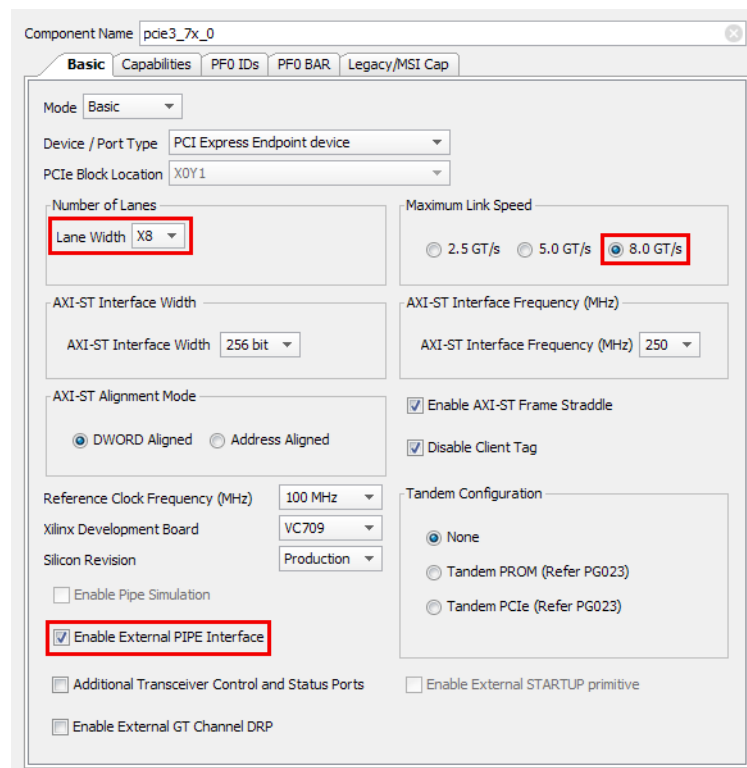 Component Name pcie3_7x_0
Basic Capabilities PF0 IDs PF0 BAR Legacy/MSI Cap
Mode Basic
Device / Port Type PCI Express Endpoint device
PCIe Block Location X0Y1
Number of Lanes
Lane Width X8
Maximum Link Speed
2.5 GT/s 5.0 GT/s 8.0 GT/s
AXI-ST Interface Width
AXI-ST Interface Width 256 bit
AXI-ST Interface Frequency (MHz)
AXI-ST Interface Frequency (MHz) 250
AXI-ST Alignment Mode
DWORD Aligned Address Aligned
Enable AXI-ST Frame Straddle
Disable Client Tag
Reference Clock Frequency (MHz) 100 MHz
Xilinx Development Board VC709
Silicon Revision Production
Enable Pipe Simulation
Enable External PIPE Interface
Tandem Configuration
None
Tandem PROM (Refer PG023)
Tandem PCIe (Refer PG023)
Additional Transceiver Control and Status Ports
Enable External STARTUP primitive
Enable External GT Channel DRP